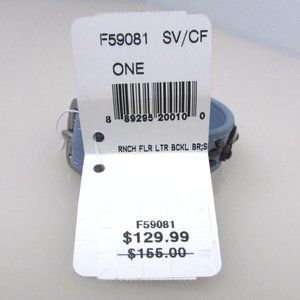 F59081 SV/CF
ONE
8 89295 20010 0
RNCH FLR LTR BCKL BR;S
F59081
$129.99
$155.00